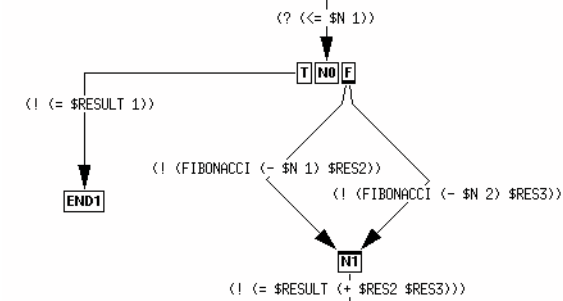 (? (<= $N 1))
T N0 F
(! (= $RESULT 1))
(! (FIBONACCI (- $N 1) $RES2))
(! (FIBONACCI (- $N 2) $RES3))
END1
N1
(! (= $RESULT (+ $RES2 $RES3)))